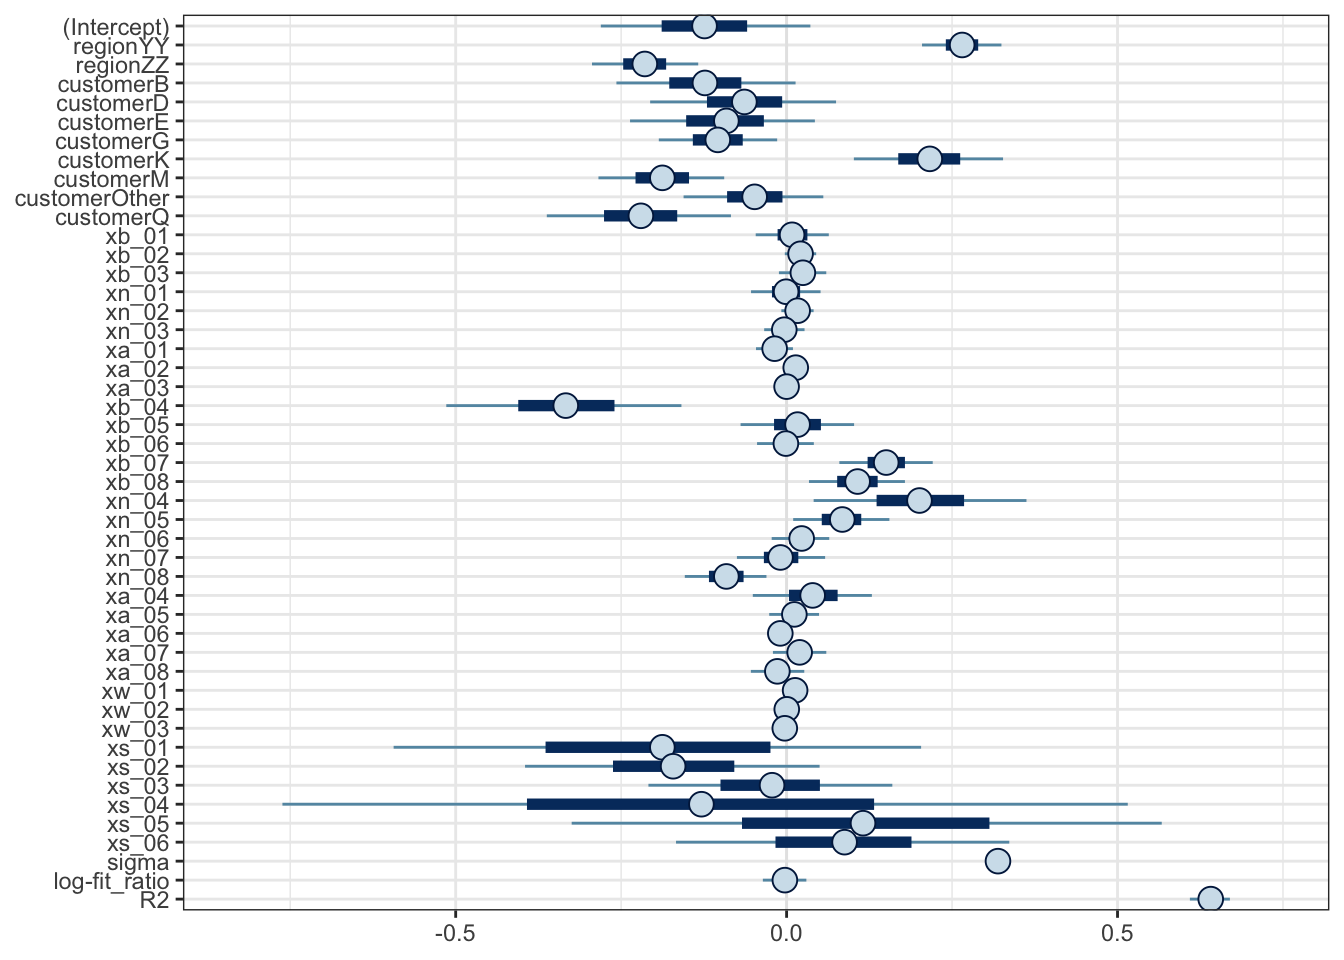 (Intercept)
regionYY
regionZZ
customerB
customerD
customerE
customerG
customerK
customerM
customerOther
customerQ
xb_01
xb_02
xb_03
xn_01
xn_02
xn_03
xa_01
xa_02
xa_03
xb_04
xb_05
xb_06
xb_07
xb_08
xn_04
xn_05
xn_06
xn_07
xn_08
xa_04
xa_05
xa_06
xa_07
xa_08
xw_01
xw_02
xw_03
xs_01
xs_02
xs_03
xs_04
xs_05
xs_06
sigma
log-fit_ratio
R2
-0.5 0.0 0.5